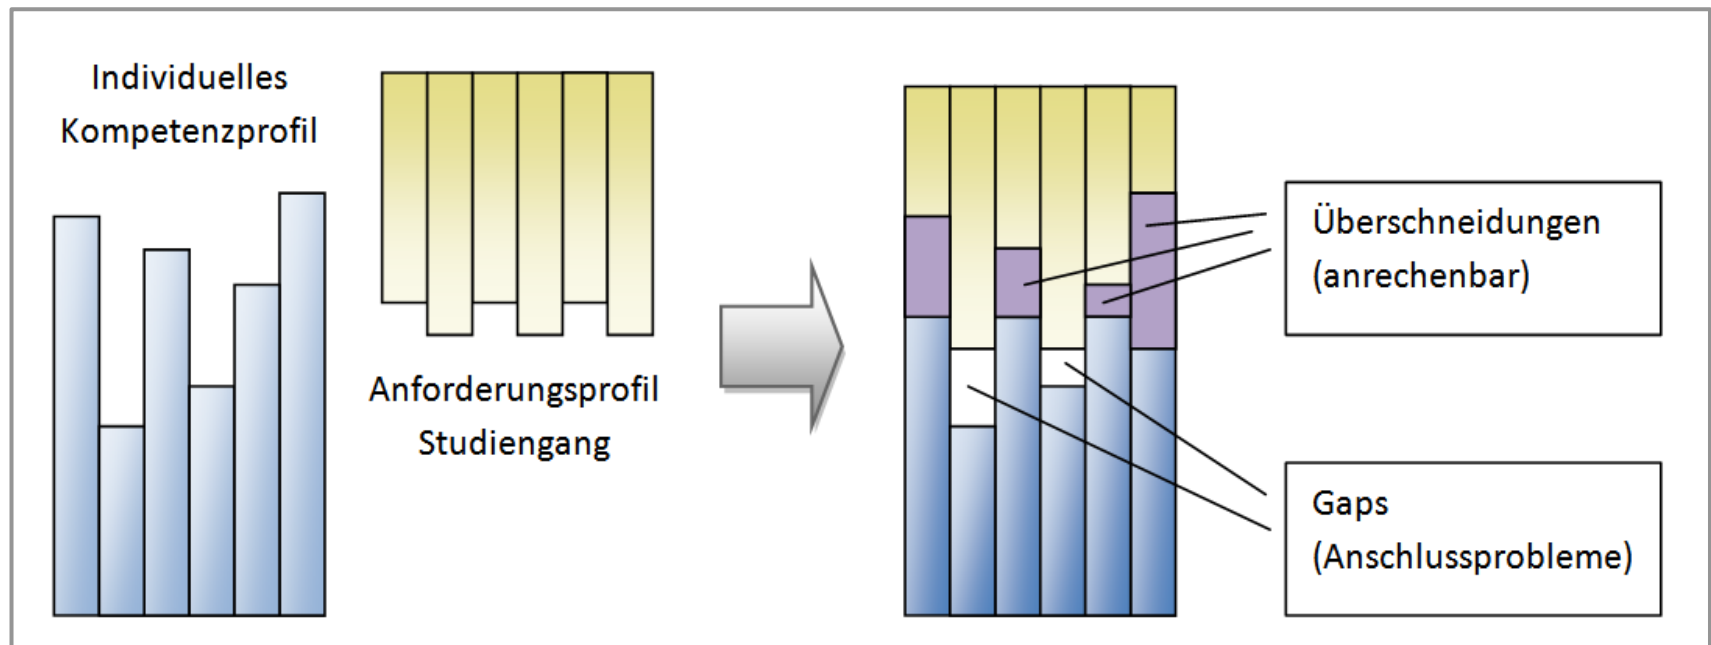 Individuelles
Kompetenzprofil
Anforderungsprofil
Studiengang
Überschneidungen
(anrechenbar)
Gaps
(Anschlussprobleme)